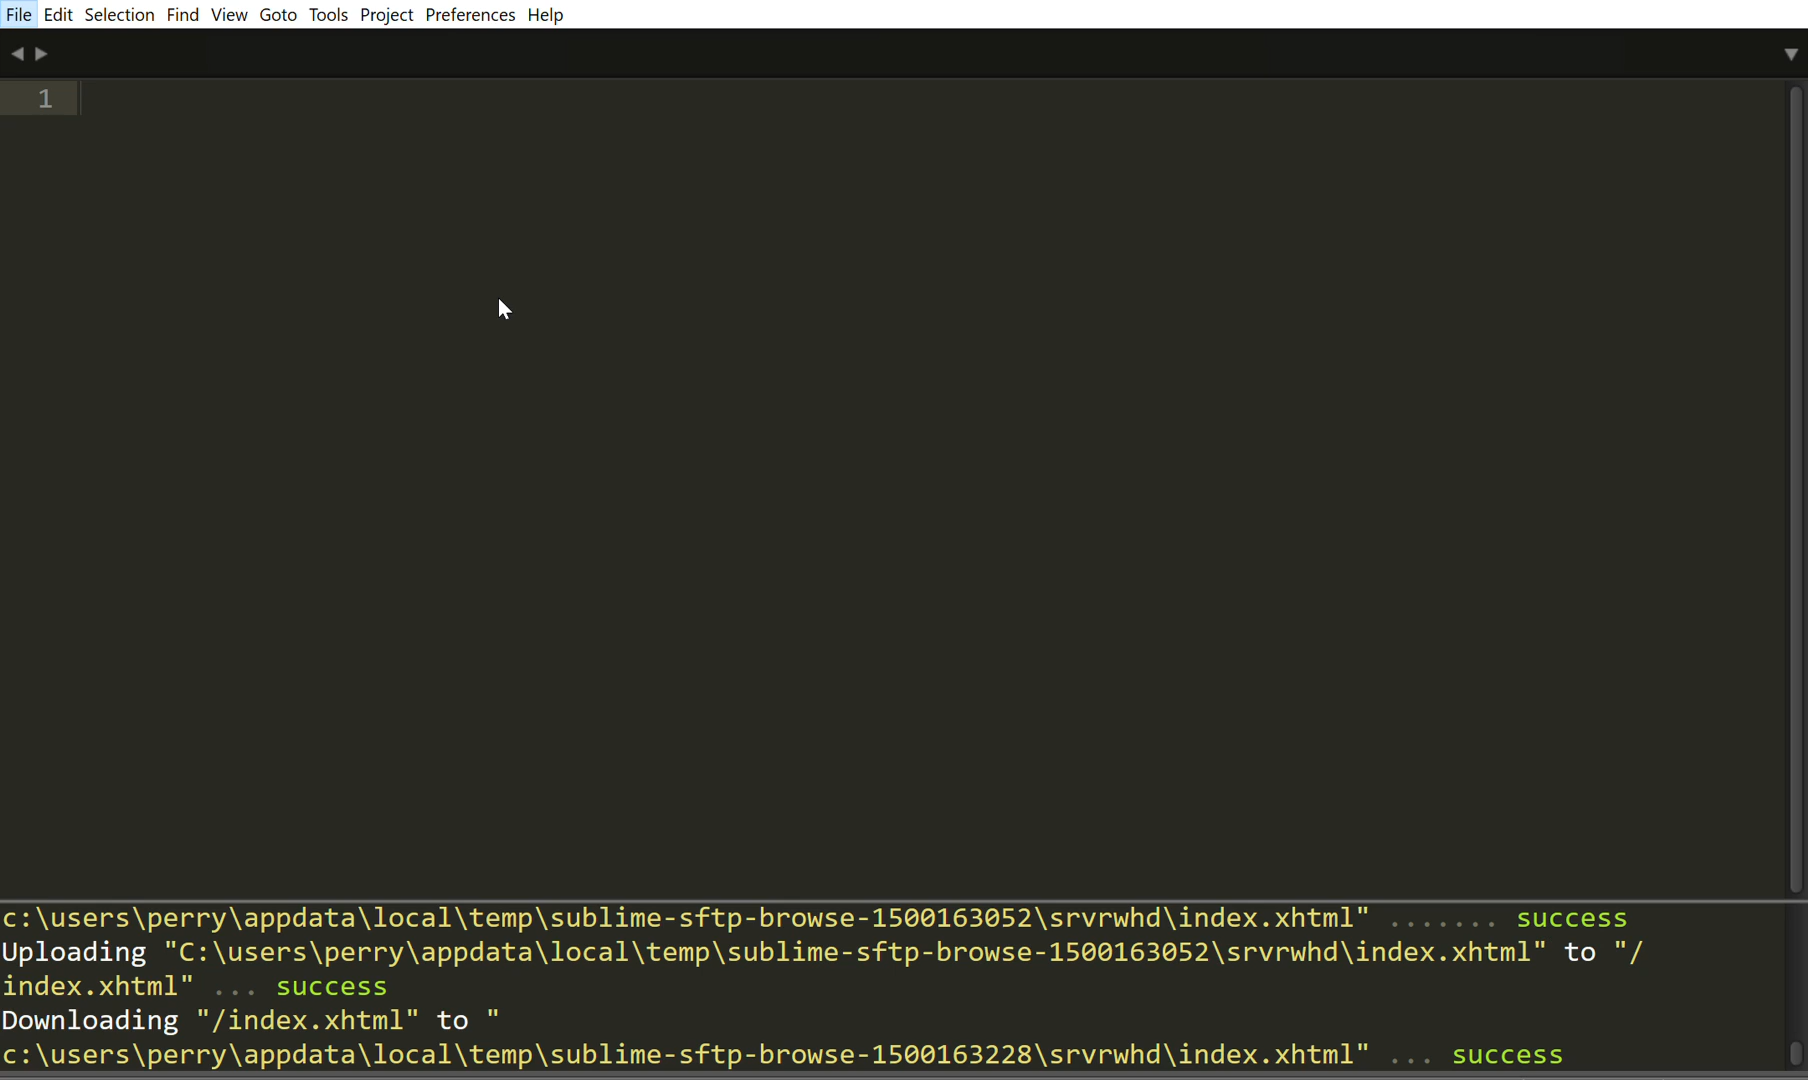 File Edit Selection Find View Goto Tools Project Preferences Help
1
c:\users\perry\appdata\local\temp\sublime-sftp-browse-1500163052\srvrwhd\index.xhtml" ....... success
Uploading "C:\users\perry\appdata\local\temp\sublime-sftp-browse-1500163052\srvrwhd\index.xhtml" to "/
index.xhtml" ... success
Downloading "/index.xhtml" to "
c:\users\perry\appdata\local\temp\sublime-sftp-browse-1500163228\srvrwhd\index.xhtml" ... success